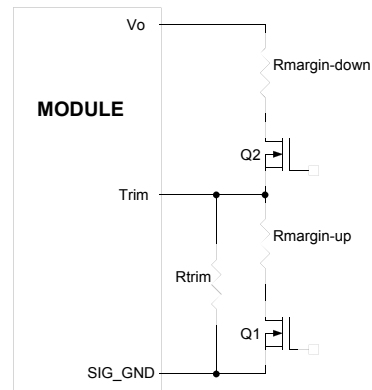 Vo
Rmargin-down
MODULE
Q2
Trim
Rmargin-up
Rtrim
Q1
SIG_GND